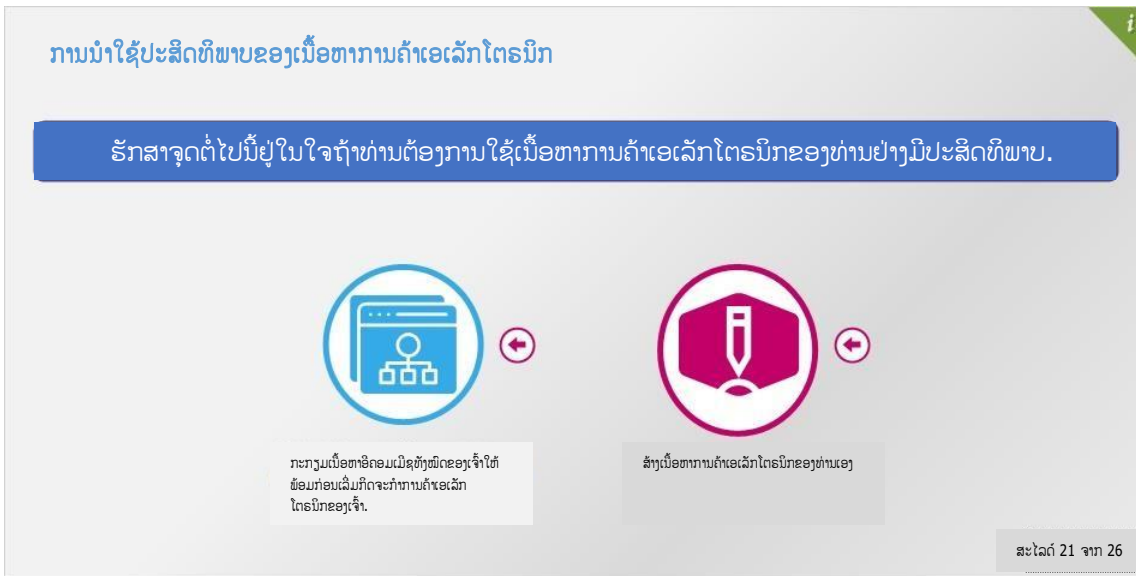 ການນຳໃຊ້ປະສິດທິພາບຂອງເນື້ອຫາການຄ້າເອເລັກໂຕຣນິກ
ຮັກສາຈຸດຕໍ່ໄປນີ້ຢູ່ໃນໃຈຖ້າທ່ານຕ້ອງການໃຊ້ເນື້ອຫາການຄ້າເອເລັກໂຕຣນິກຂອງທ່ານຢ່າງມີປະສິດທິພາບ.
ກະກຽມເນື້ອຫາອີຄອມເມີຊທັງໝົດຂອງເຈົ້າໃຫ້
ພ້ອມກ່ອນເລີ່ມກິດຈະກຳການຄ້າເອເລັກ
ໂຕຣນິກຂອງເຈົ້າ.
ສ້າງເນື້ອຫາການຄ້າເອເລັກໂຕຣນິກຂອງທ່ານເອງ
ສະໄລດ໌ 21 ຈາກ 26